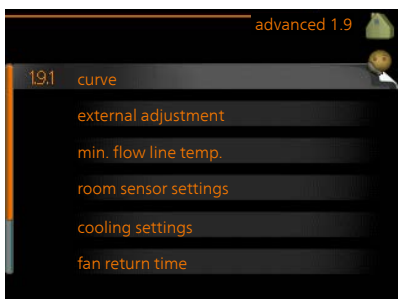 advanced 1.9
1.9.1 curve
external adjustment
min. flow line temp.
room sensor settings
cooling settings
fan return time